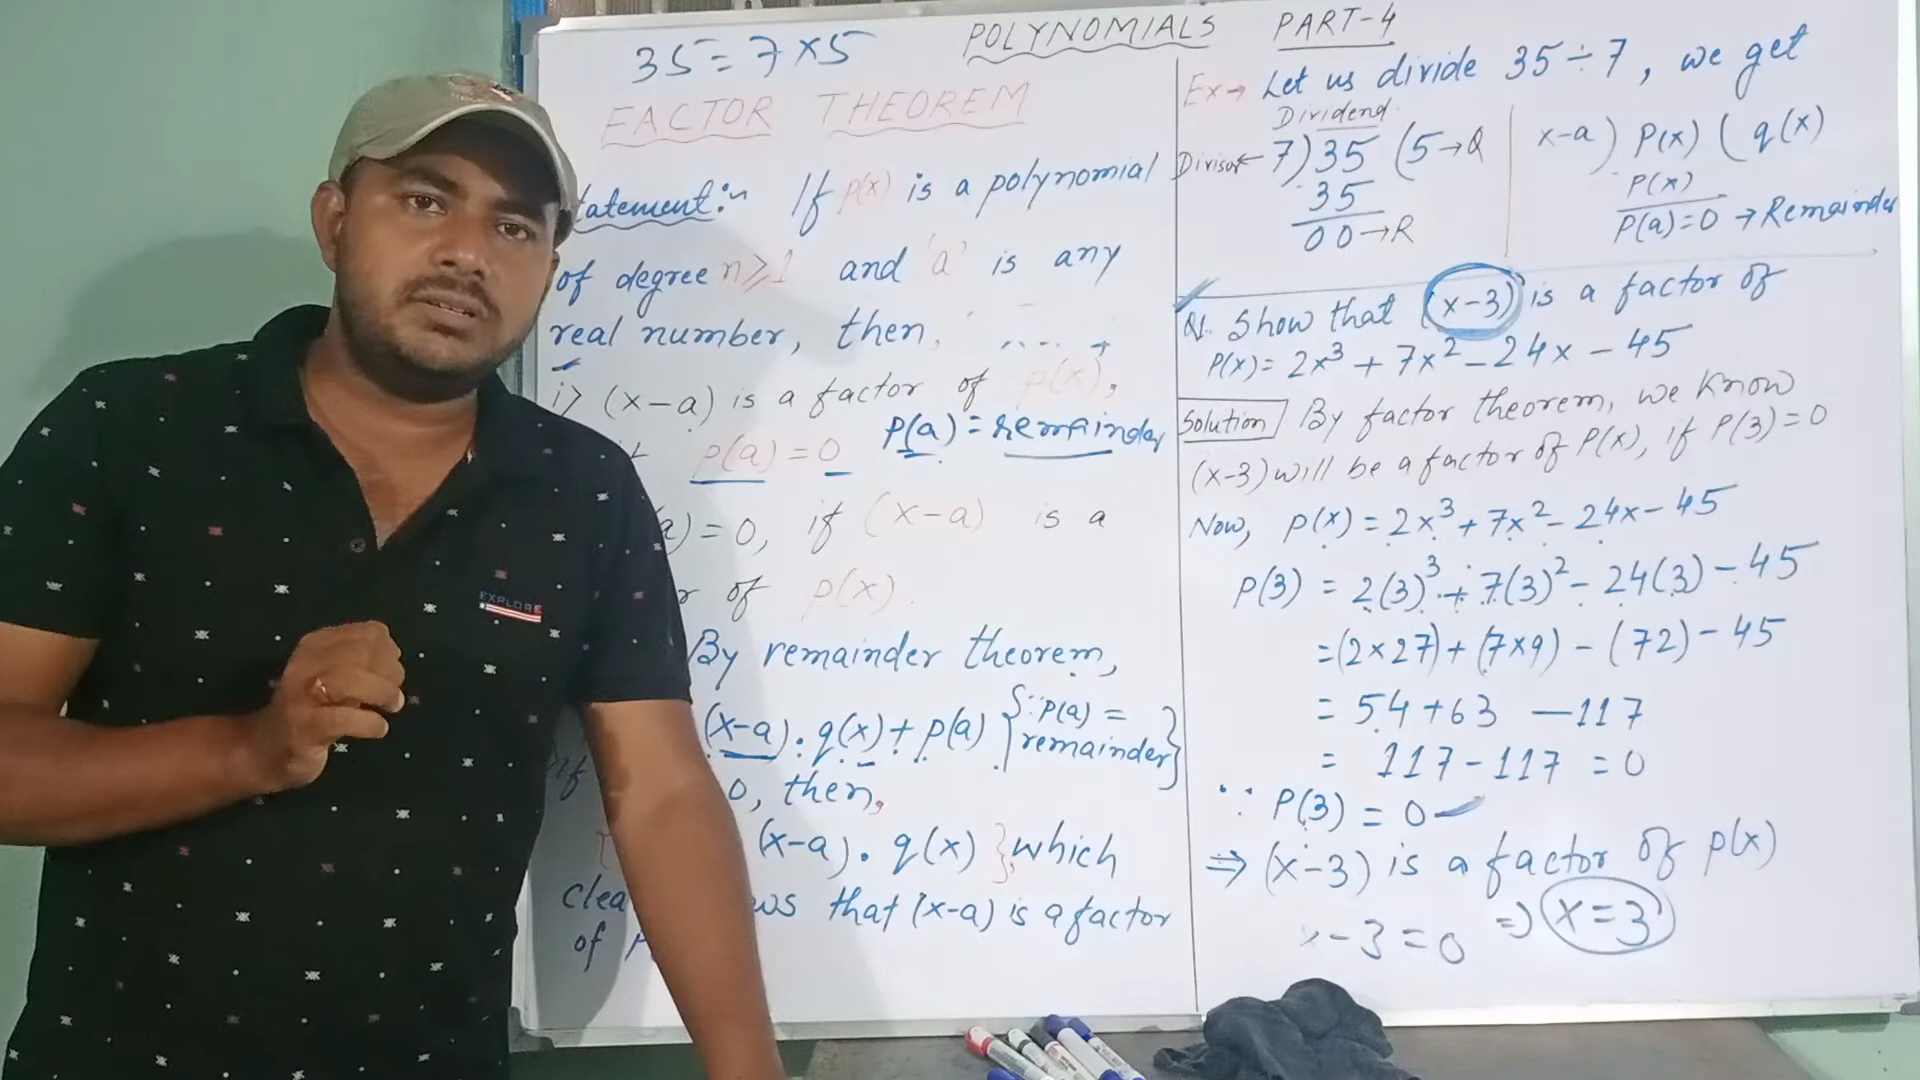 POLYNOMIALS PART-4
35 = 7 × 5
FACTOR THEOREM
tatement:- If p(x) is a polynomial
of degree n ≥ 1 and 'a' is any
real number, then,
i> (x-a) is a factor of p(x),
p(a) = 0 p(a) = remainder
a) = 0, if (x-a) is a
r of p(x).
By remainder theorem,
(x-a). q(x) + p(a) {∵ p(a) =
remainder}
If 0, then,
(x-a). q(x) }, which
clea ws that (x-a) is a factor
of P
Ex→ Let us divide 35 ÷ 7, we get
Dividend
Divisor← 7) 35 (5→Q
35
00→R
x-a) P(x) ( q(x)
P(x)
P(a)=0 → Remainder
Q1. Show that (x-3) is a factor of
P(x) = 2x³ + 7x² - 24x - 45
Solution By factor theorem, we know
(x-3) will be a factor of P(x), if P(3) = 0
Now, p(x) = 2x³ + 7x² - 24x - 45
P(3) = 2(3)³ + 7(3)² - 24(3) - 45
= (2×27) + (7×9) - (72) - 45
= 54 + 63 - 117
= 117 - 117 = 0
∵ P(3) = 0
⇒ (x-3) is a factor of p(x)
x-3 = 0 ⇒ x = 3
EXPLORE